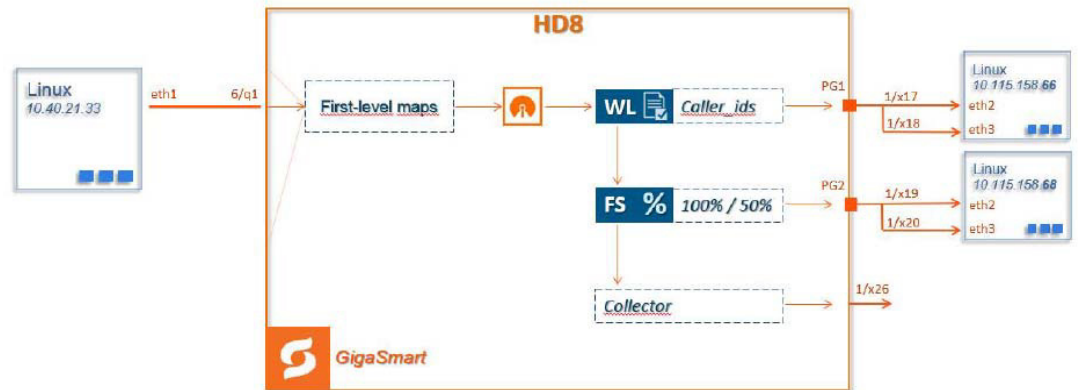 HD8
Linux
10.40.21.33
eth1
6/q1
First-level maps
WL
Caller_ids
PG1
1/x17
1/x18
Linux
10.115.158.66
eth2
eth3
FS % 100% / 50%
PG2
1/x19
1/x20
Linux
10.115.158.68
eth2
eth3
Collector
1/x26
GigaSmart